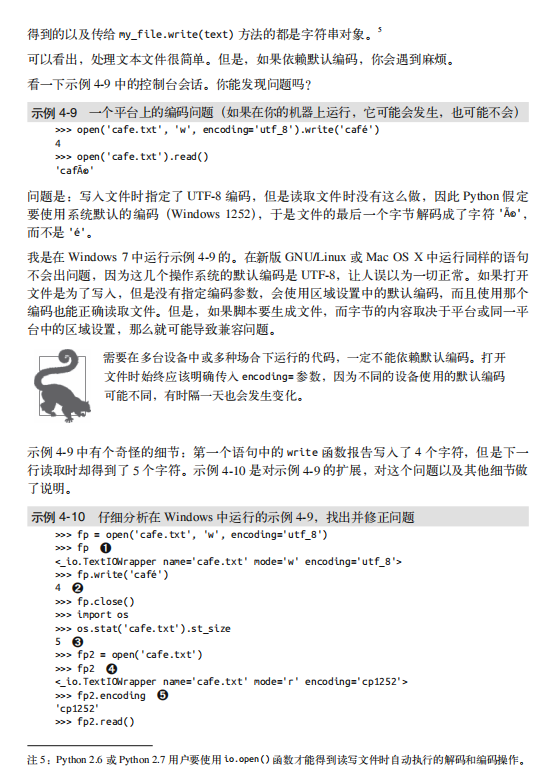 得到的以及传给 my_file.write(text) 方法的都是字符串对象。5
可以看出，处理文本文件很简单。但是，如果依赖默认编码，你会遇到麻烦。
看一下示例 4-9 中的控制台会话。你能发现问题吗？
示例 4-9　一个平台上的编码问题（如果在你的机器上运行，它可能会发生，也可能不会）
>>> open('cafe.txt', 'w', encoding='utf_8').write('café')
4
>>> open('cafe.txt').read()
'cafÃ©'
问题是：写入文件时指定了 UTF-8 编码，但是读取文件时没有这么做，因此 Python 假定
要使用系统默认的编码（Windows 1252），于是文件的最后一个字节解码成了字符 'Ã©'，
而不是 'é'。
我是在 Windows 7 中运行示例 4-9 的。在新版 GNU/Linux 或 Mac OS X 中运行同样的语句
不会出问题，因为这几个操作系统的默认编码是 UTF-8，让人误以为一切正常。如果打开
文件是为了写入，但是没有指定编码参数，会使用区域设置中的默认编码，而且使用那个
编码也能正确读取文件。但是，如果脚本要生成文件，而字节的内容取决于平台或同一平
台中的区域设置，那么就可能导致兼容问题。
需要在多台设备中或多种场合下运行的代码，一定不能依赖默认编码。打开
文件时始终应该明确传入 encoding= 参数，因为不同的设备使用的默认编码
可能不同，有时隔一天也会发生变化。
示例 4-9 中有个奇怪的细节：第一个语句中的 write 函数报告写入了 4 个字符，但是下一
行读取时却得到了 5 个字符。示例 4-10 是对示例 4-9 的扩展，对这个问题以及其他细节做
了说明。
示例 4-10　仔细分析在 Windows 中运行的示例 4-9，找出并修正问题
>>> fp = open('cafe.txt', 'w', encoding='utf_8')
>>> fp ❶
<_io.TextIOWrapper name='cafe.txt' mode='w' encoding='utf_8'>
>>> fp.write('café')
4 ❷
>>> fp.close()
>>> import os
>>> os.stat('cafe.txt').st_size
5 ❸
>>> fp2 = open('cafe.txt')
>>> fp2 ❹
<_io.TextIOWrapper name='cafe.txt' mode='r' encoding='cp1252'>
>>> fp2.encoding ❺
'cp1252'
>>> fp2.read()
注 5：Python 2.6 或 Python 2.7 用户要使用 io.open() 函数才能得到读写文件时自动执行的解码和编码操作。